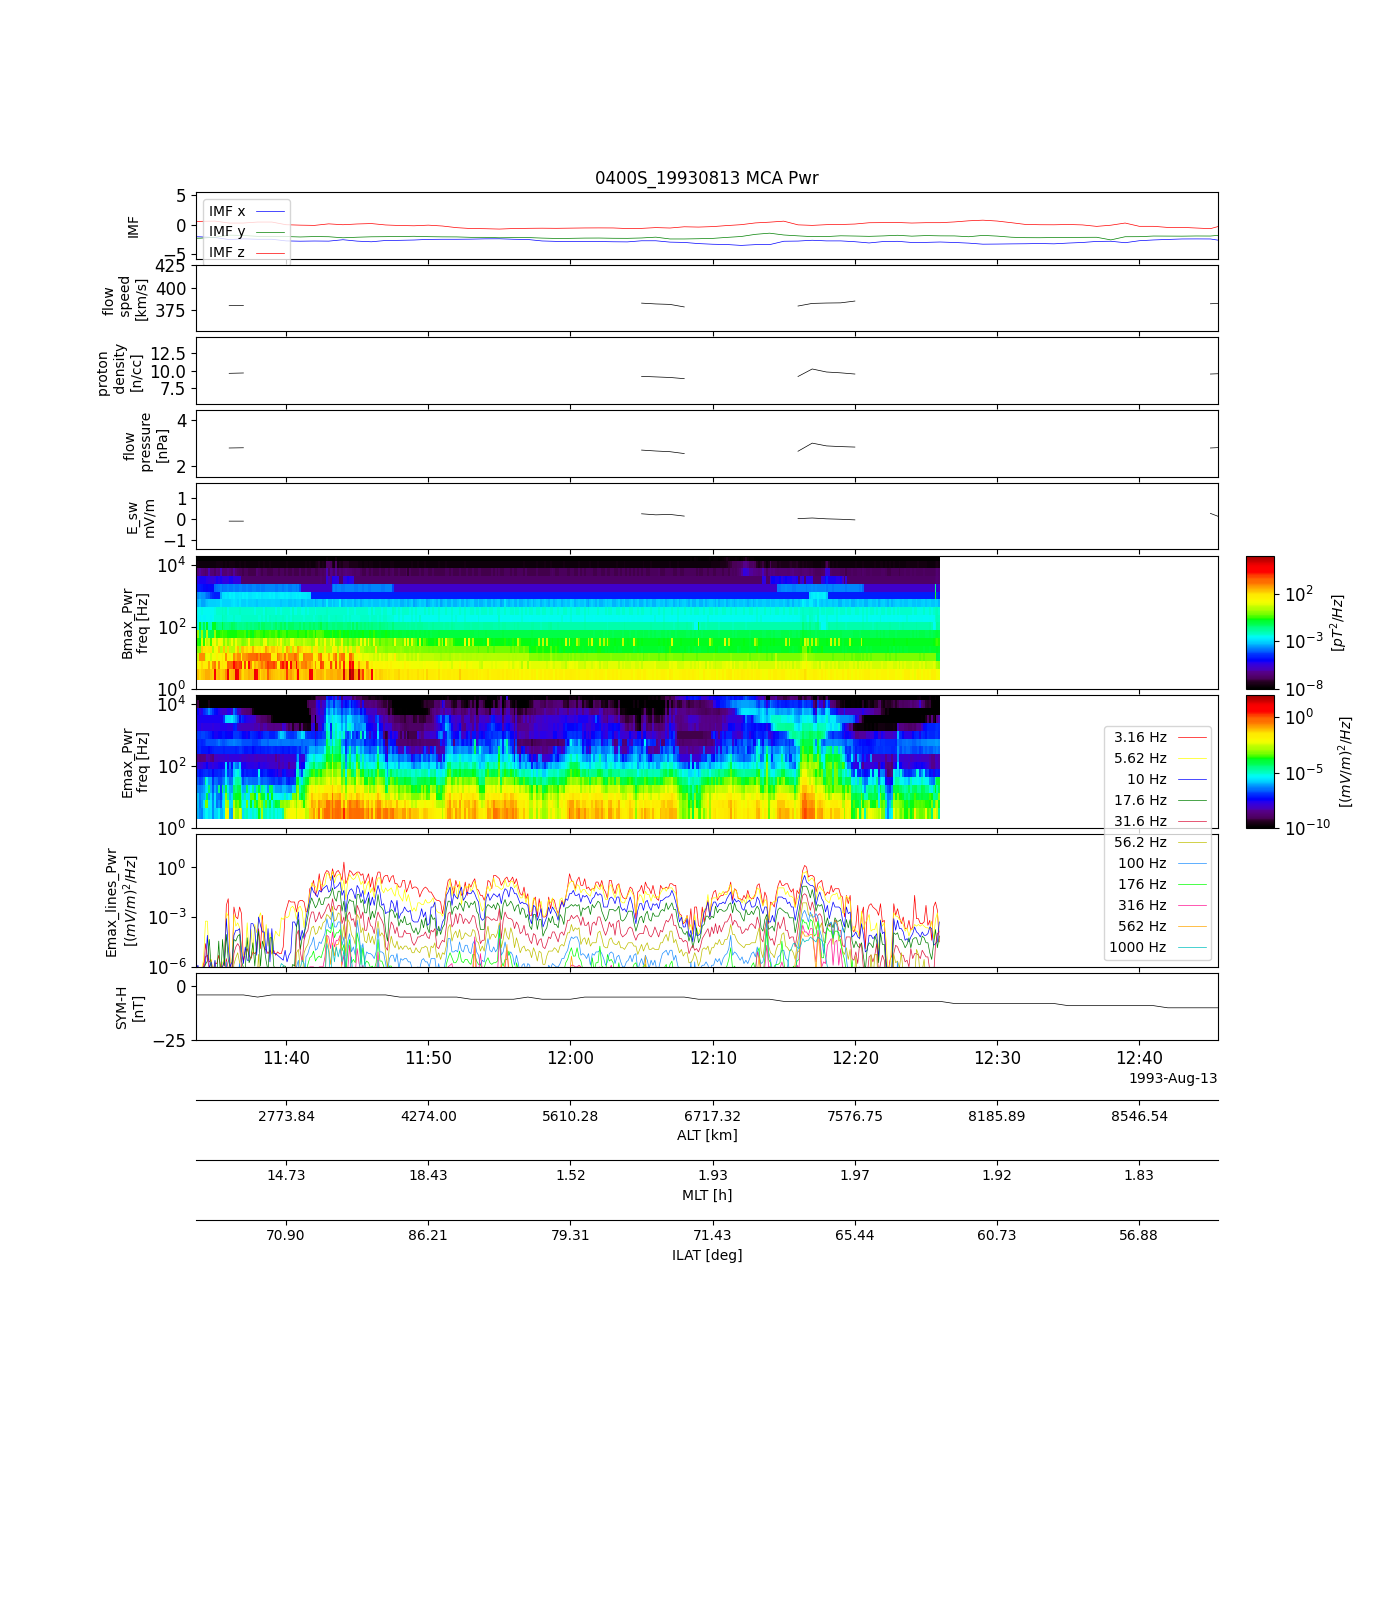 0400S_19930813 MCA Pwr
5
0
−5
IMF
IMF x
IMF y
IMF z
425
400
375
flow
speed
[km/s]
12.5
10.0
7.5
proton
density
[n/cc]
4
2
flow
pressure
[nPa]
1
0
−1
E_sw
mV/m
10^4
10^2
10^0
Bmax_Pwr
freq [Hz]
10^2
10^−3
10^−8
[pT^2/Hz]
10^4
10^2
10^0
Emax_Pwr
freq [Hz]
10^0
10^−5
10^−10
[(mV/m)^2/Hz]
3.16 Hz
5.62 Hz
10 Hz
17.6 Hz
31.6 Hz
56.2 Hz
100 Hz
176 Hz
316 Hz
562 Hz
1000 Hz
10^0
10^−3
10^−6
Emax_lines_Pwr
[(mV/m)^2/Hz]
0
−25
SYM-H
[nT]
11:40 11:50 12:00 12:10 12:20 12:30 12:40
1993-Aug-13
2773.84 4274.00 5610.28 6717.32 7576.75 8185.89 8546.54
ALT [km]
14.73 18.43 1.52 1.93 1.97 1.92 1.83
MLT [h]
70.90 86.21 79.31 71.43 65.44 60.73 56.88
ILAT [deg]